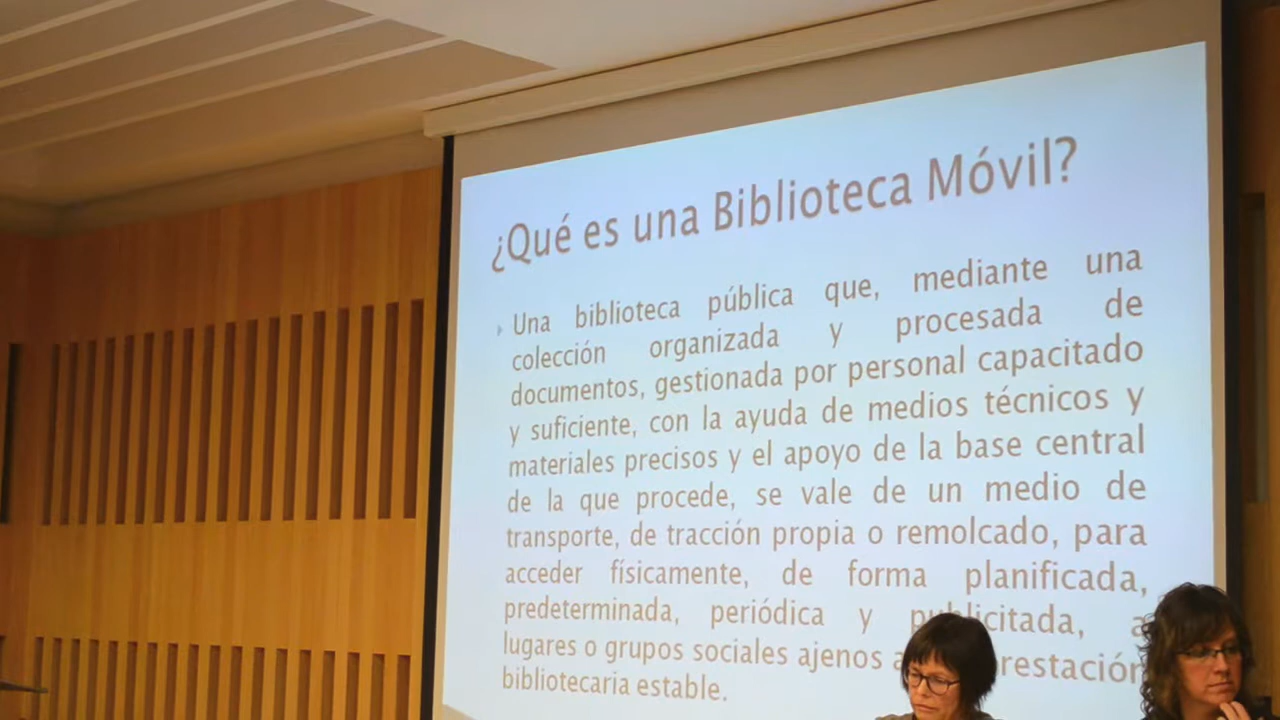 ¿Qué es una Biblioteca Móvil?
Una biblioteca pública que, mediante una
colección organizada y procesada de
documentos, gestionada por personal capacitado
y suficiente, con la ayuda de medios técnicos y
materiales precisos y el apoyo de la base central
de la que procede, se vale de un medio de
transporte, de tracción propia o remolcado, para
acceder físicamente, de forma planificada,
predeterminada, periódica y publicitada, a
lugares o grupos sociales ajenos a prestación
bibliotecaria estable.